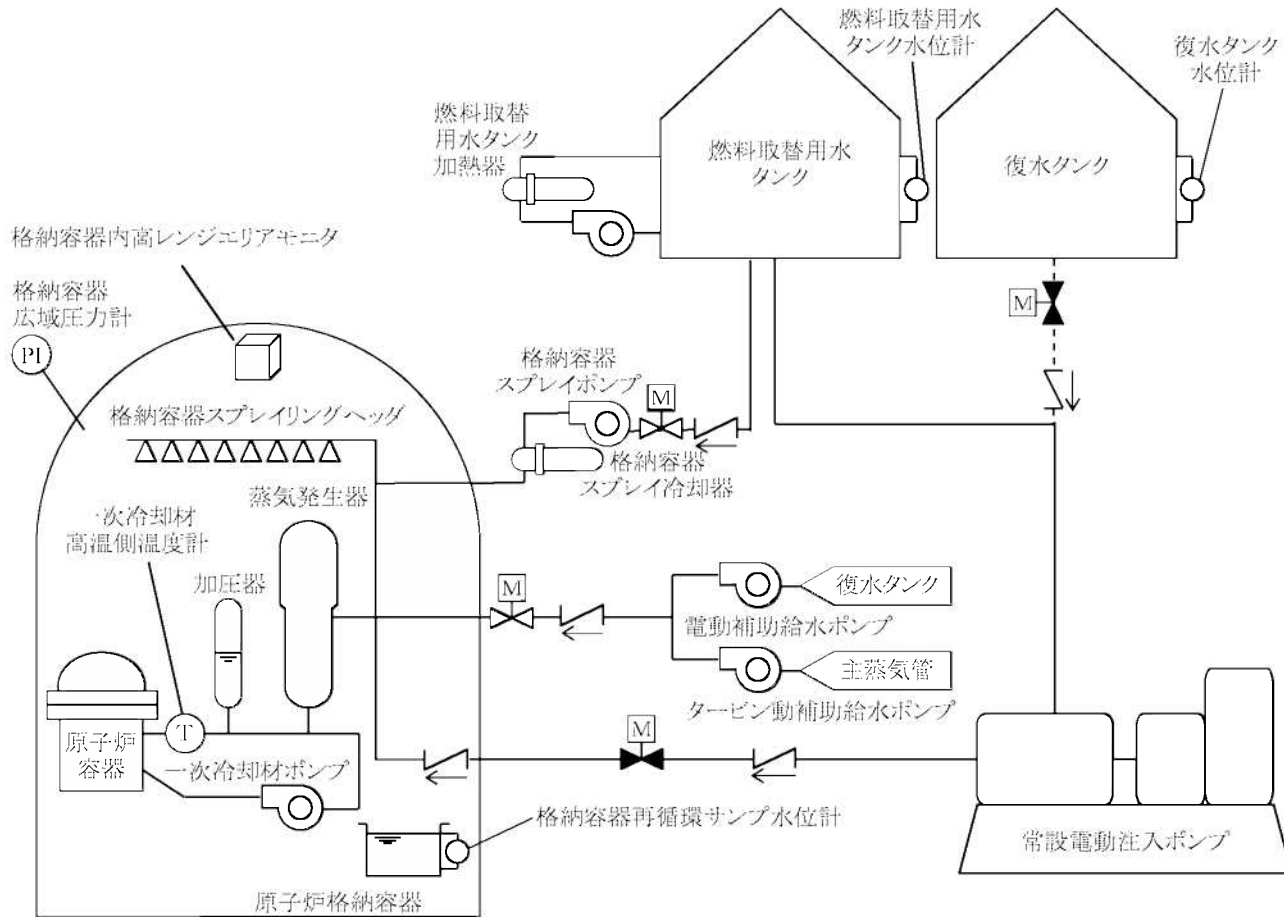 燃料取替用水
タンク水位計
復水タンク
水位計
燃料取替
用水タンク
加熱器
燃料取替用水
タンク
復水タンク
格納容器内高レンジエリアモニタ
格納容器
広域圧力計
PI
M
格納容器
スプレイポンプ
M
格納容器スプレイリングヘッダ
格納容器
スプレイ冷却器
蒸気発生器
一次冷却材
高温側温度計
加圧器
M
復水タンク
電動補助給水ポンプ
主蒸気管
タービン動補助給水ポンプ
T
原子炉
容器
一次冷却材ポンプ
M
格納容器再循環サンプ水位計
常設電動注入ポンプ
原子炉格納容器